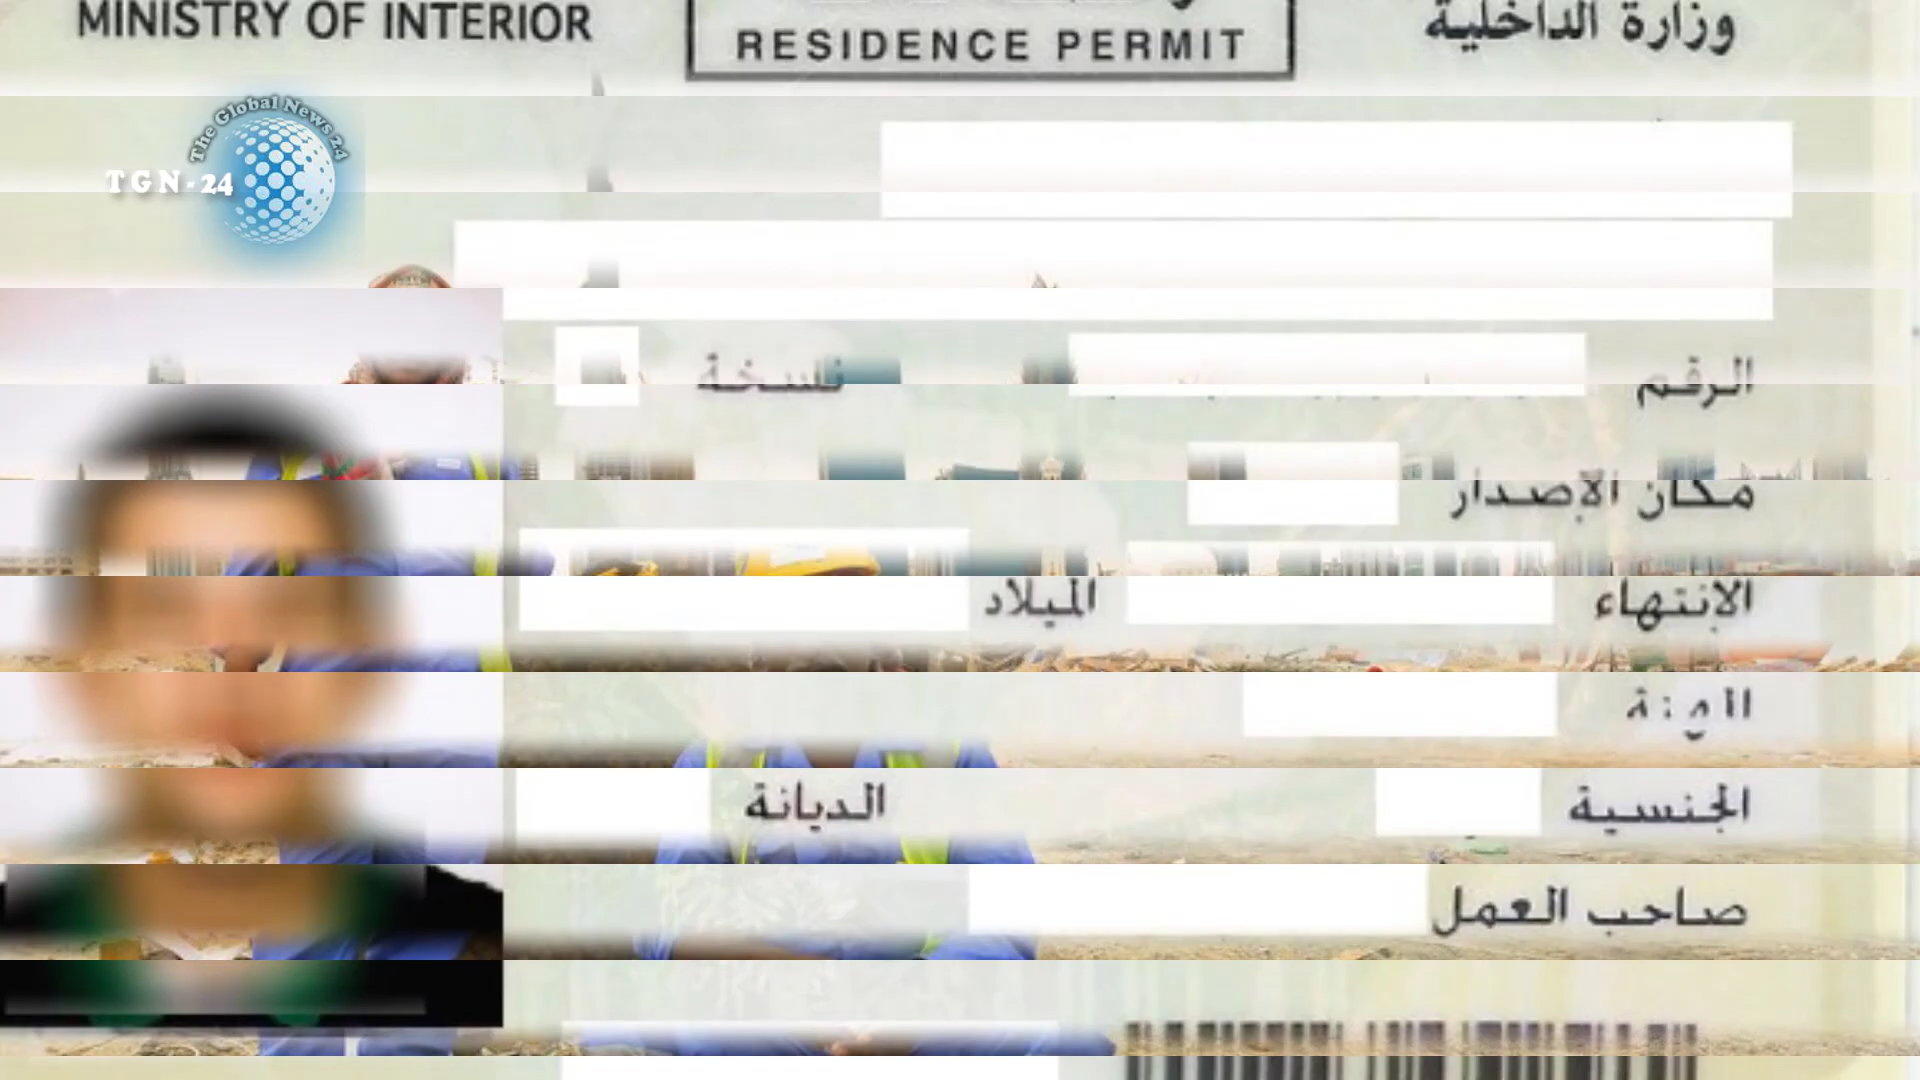 MINISTRY OF INTERIOR
RESIDENCE PERMIT
وزارة الداخلية
The Global News 24
TGN-24
الرقم
نسخة
مكان الإصدار
الانتهاء
الميلاد
المهنة
الجنسية
الديانة
صاحب العمل